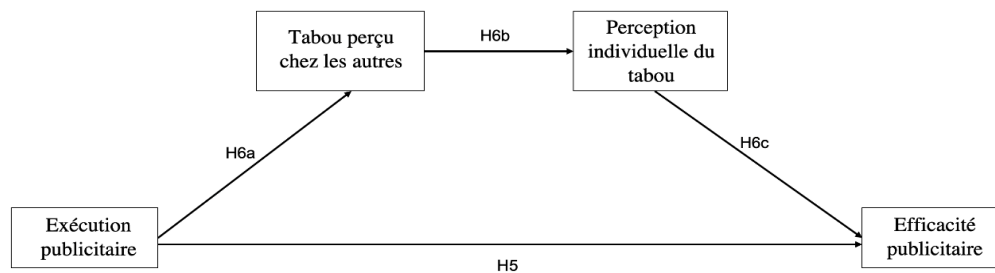 Tabou perçu
chez les autres
H6b
Perception
individuelle du
tabou
H6a
H6c
Exécution
publicitaire
H5
Efficacité
publicitaire